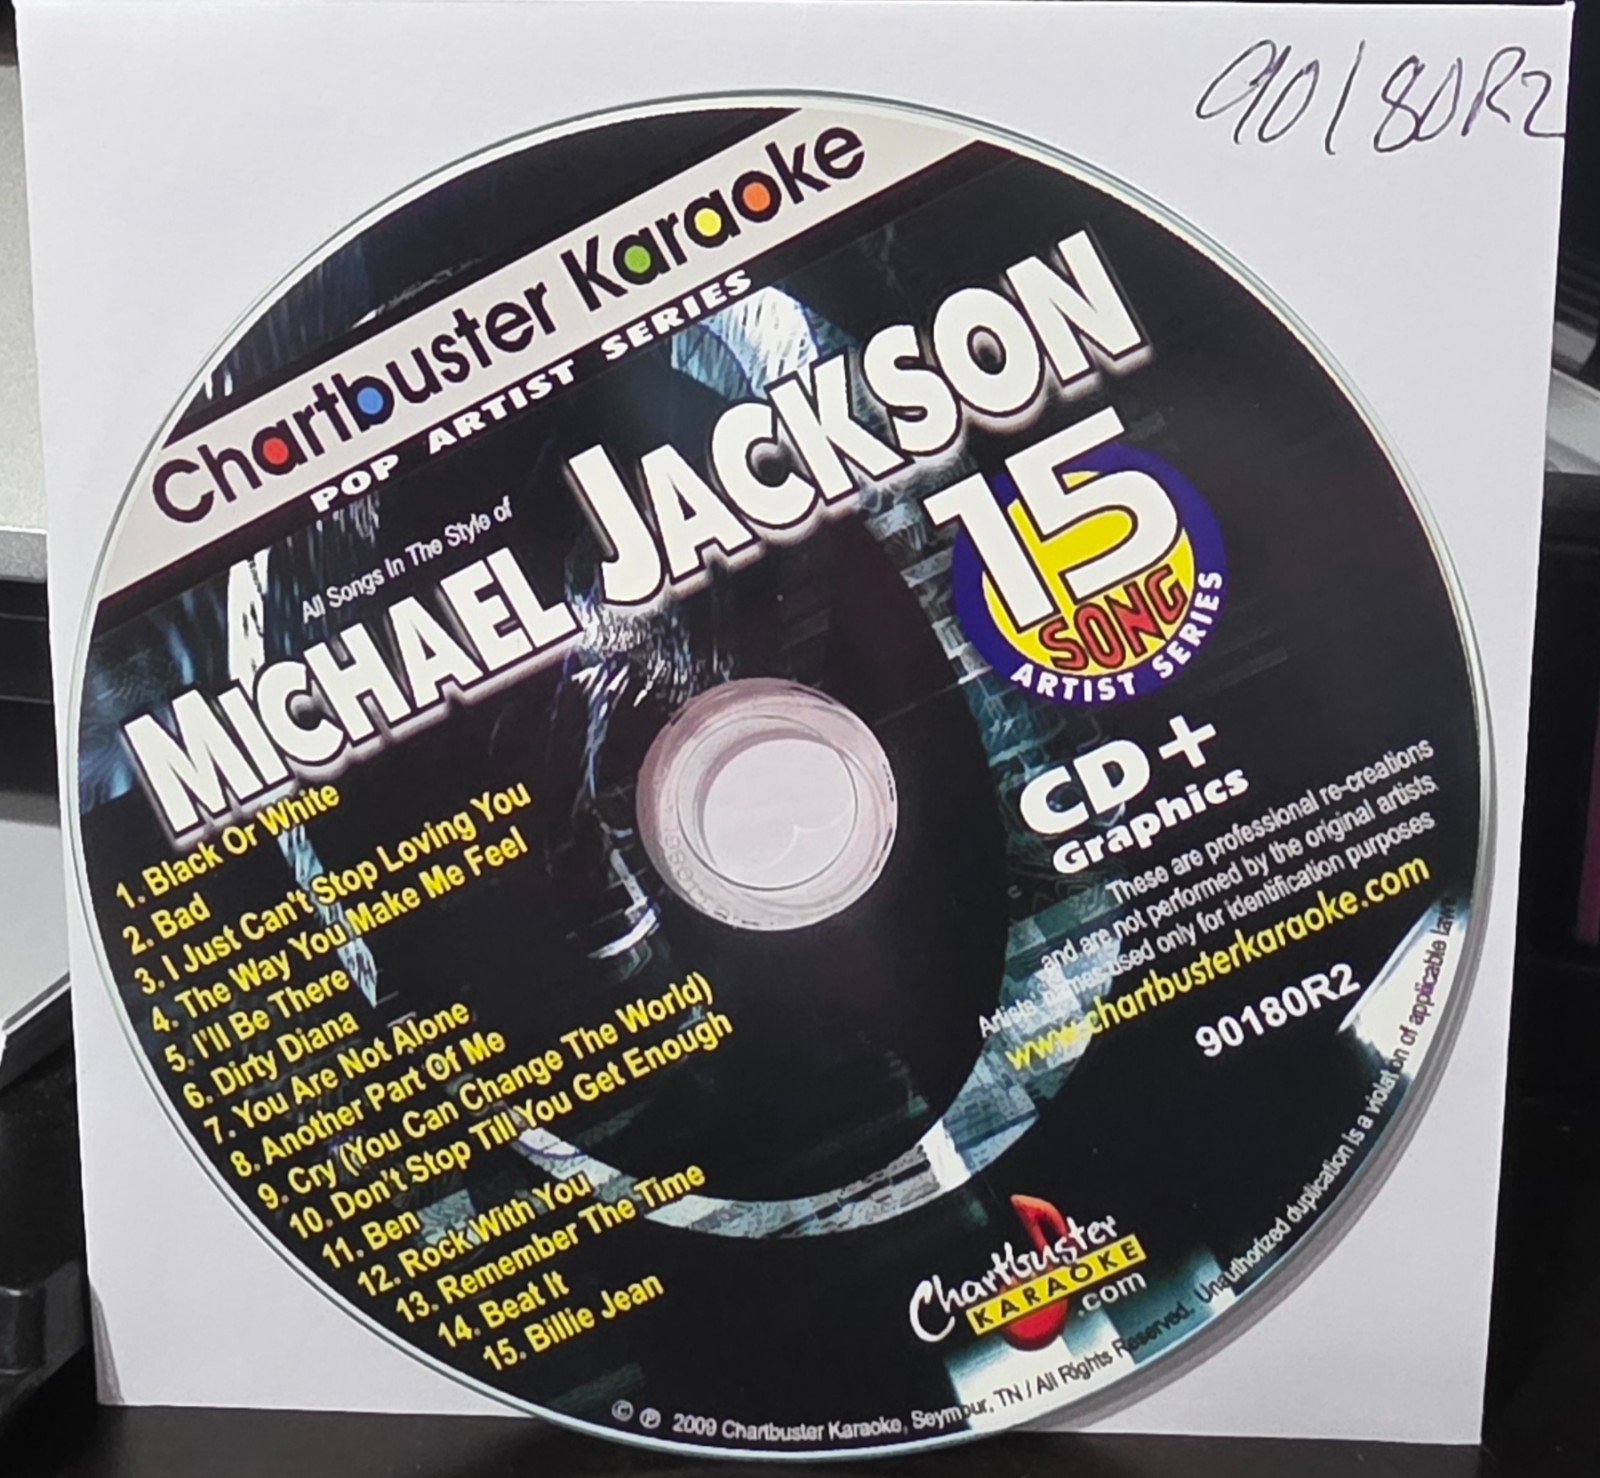 90180R2
Chartbuster Karaoke
POP ARTIST SERIES
All Songs In The Style of
MICHAEL JACKSON
15
SONG
ARTIST SERIES
CD+
Graphics
1. Black Or White
2. Bad
3. I Just Can't Stop Loving You
4. The Way You Make Me Feel
5. I'll Be There
6. Dirty Diana
7. You Are Not Alone
8. Another Part Of Me
9. Cry (You Can Change The World)
10. Don't Stop Till You Get Enough
11. Ben
12. Rock With You
13. Remember The Time
14. Beat It
15. Billie Jean
These are professional re-creations
and are not performed by the original artists.
Artists' names used only for identification purposes
www.chartbusterkaraoke.com
90180R2
Chartbuster
KARAOKE
.com
© ℗ 2009 Chartbuster Karaoke, Seymour, TN / All Rights Reserved. Unauthorized duplication is a violation of applicable law